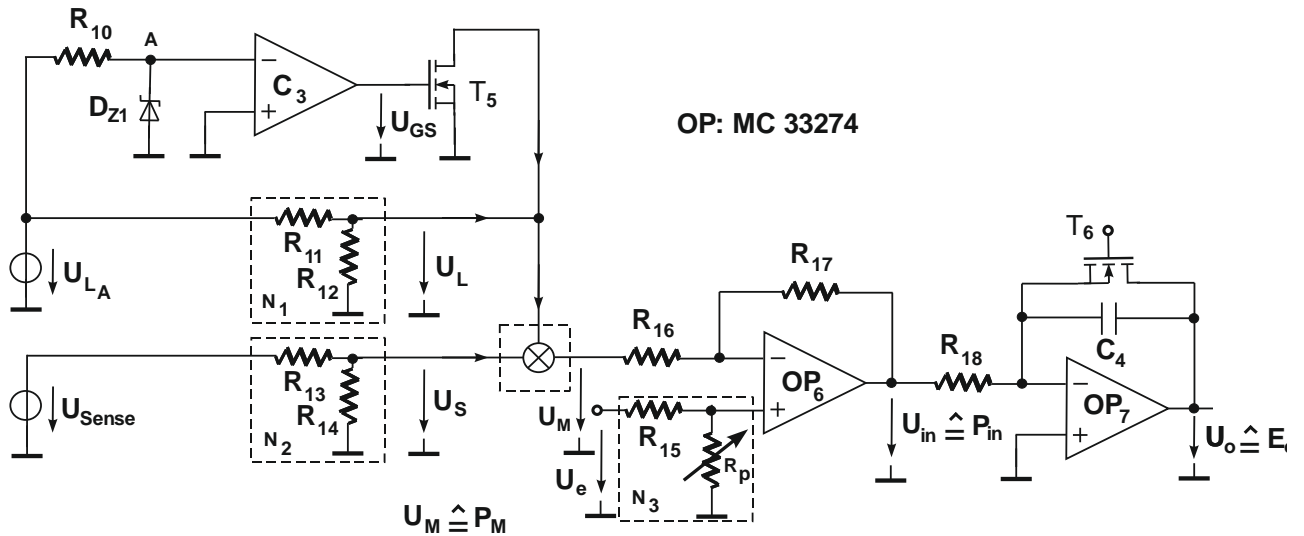 R10
A
C3
T5
DZ1
UGS
OP: MC 33274
T6
R11
R12
N1
ULA
UL
R17
R16
C4
R18
OP6
OP7
R13
R14
N2
USense
US
UM
R15
Rp
N3
Ue
Uin ≙ Pin
Uo ≙ E
UM ≙ PM